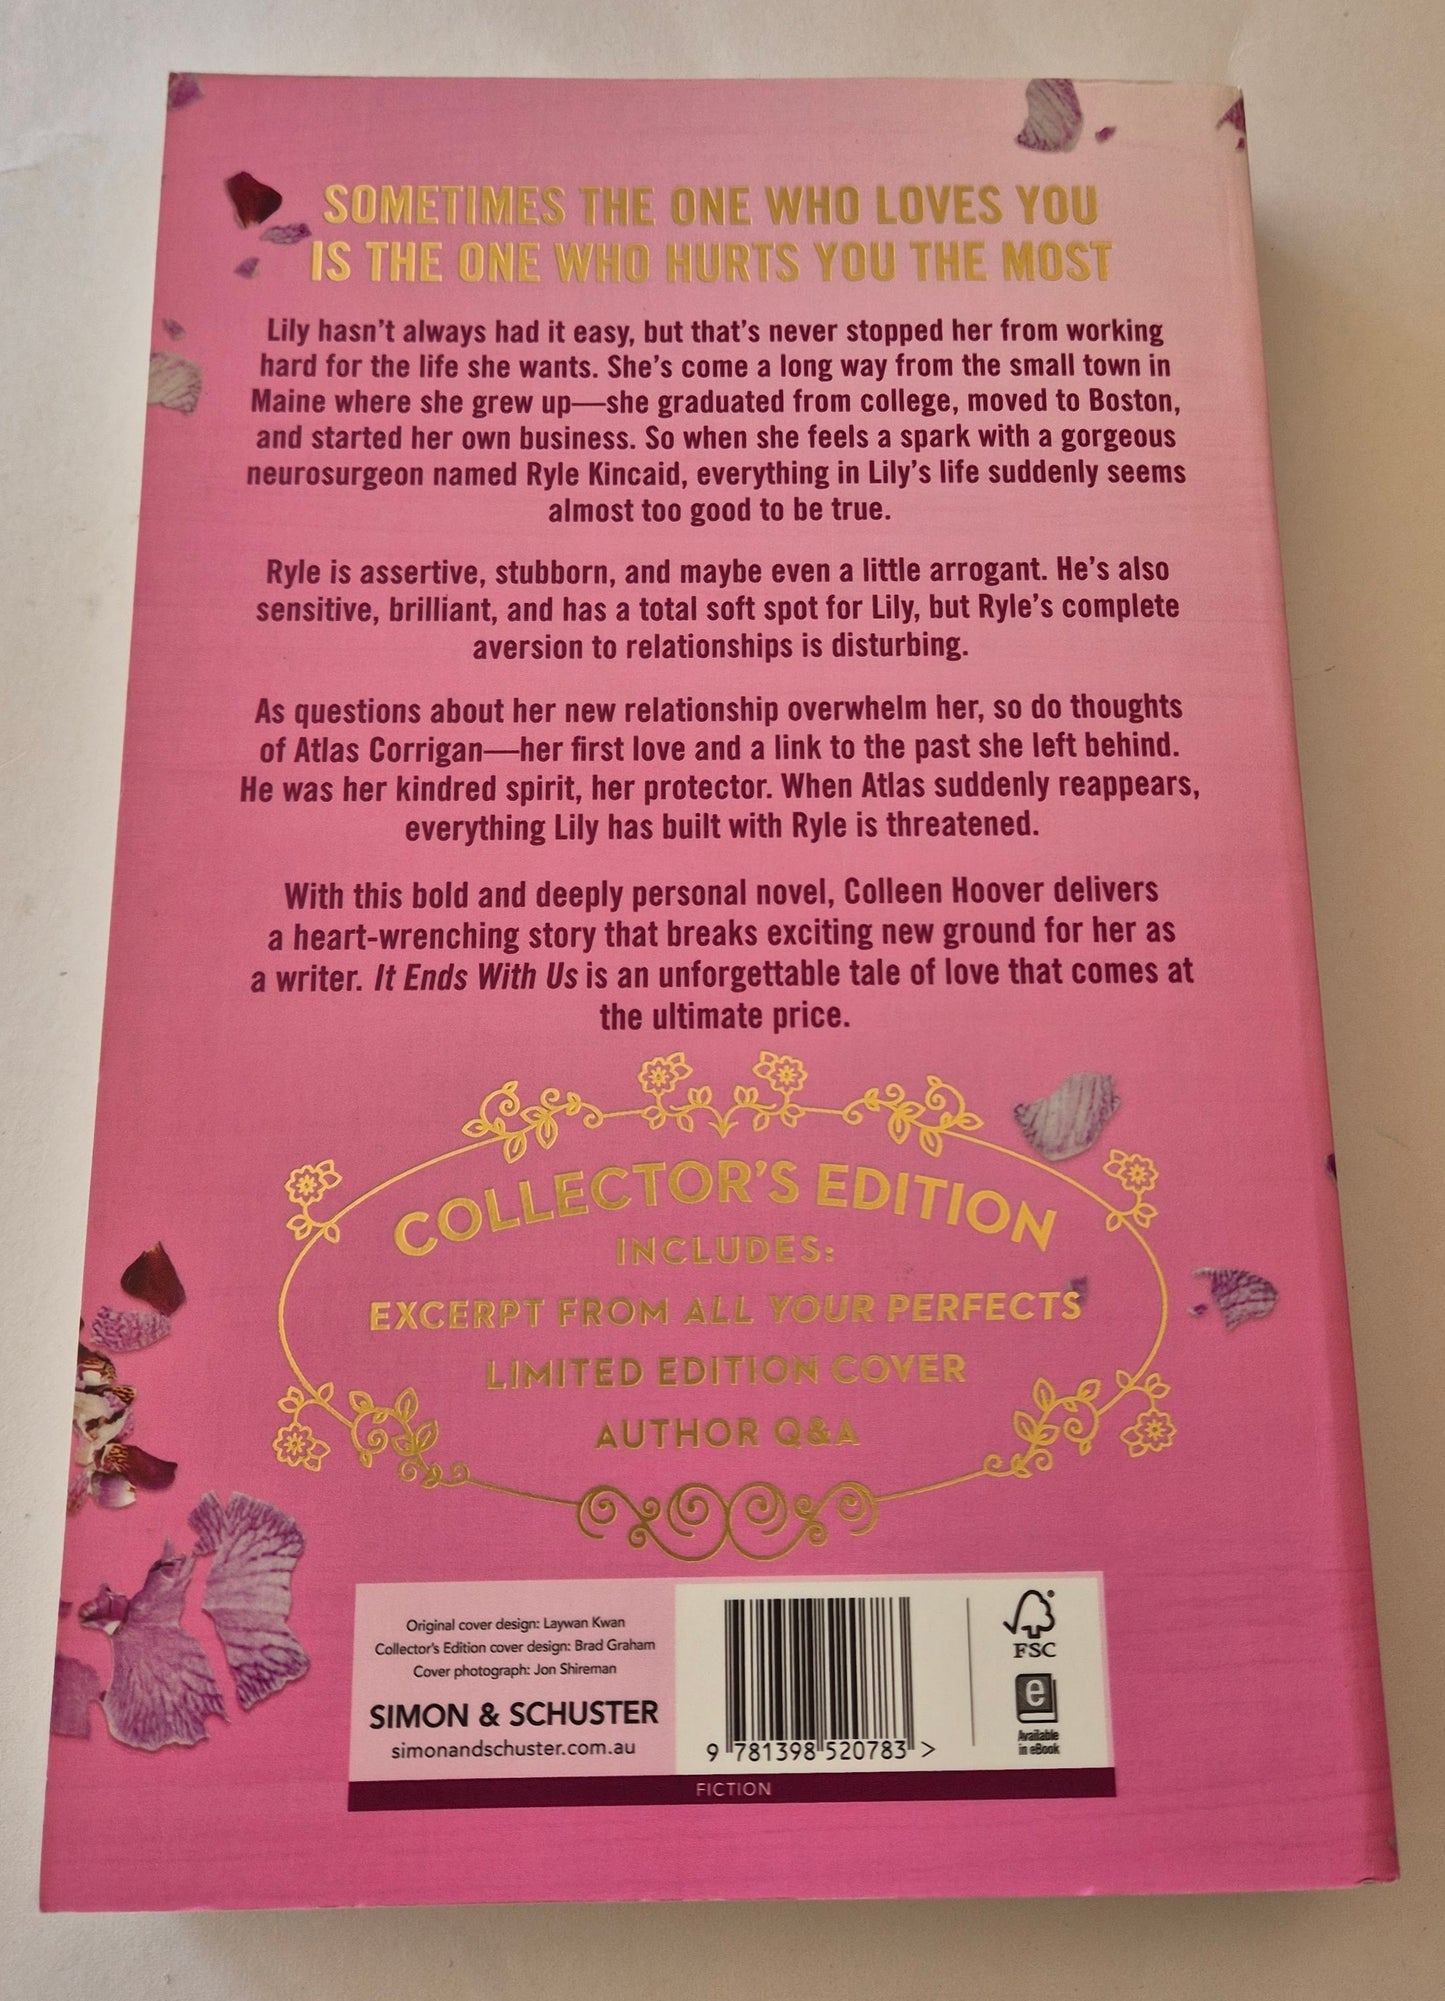 SOMETIMES THE ONE WHO LOVES YOU
IS THE ONE WHO HURTS YOU THE MOST
Lily hasn’t always had it easy, but that’s never stopped her from working
hard for the life she wants. She’s come a long way from the small town in
Maine where she grew up—she graduated from college, moved to Boston,
and started her own business. So when she feels a spark with a gorgeous
neurosurgeon named Ryle Kincaid, everything in Lily’s life suddenly seems
almost too good to be true.
Ryle is assertive, stubborn, and maybe even a little arrogant. He’s also
sensitive, brilliant, and has a total soft spot for Lily, but Ryle’s complete
aversion to relationships is disturbing.
As questions about her new relationship overwhelm her, so do thoughts
of Atlas Corrigan—her first love and a link to the past she left behind.
He was her kindred spirit, her protector. When Atlas suddenly reappears,
everything Lily has built with Ryle is threatened.
With this bold and deeply personal novel, Colleen Hoover delivers
a heart-wrenching story that breaks exciting new ground for her as
a writer. It Ends With Us is an unforgettable tale of love that comes at
the ultimate price.
COLLECTOR’S EDITION
INCLUDES:
EXCERPT FROM ALL YOUR PERFECTS
LIMITED EDITION COVER
AUTHOR Q&A
Original cover design: Laywan Kwan
Collector’s Edition cover design: Brad Graham
Cover photograph: Jon Shireman
SIMON & SCHUSTER
simonandschuster.com.au
9 781398 520783 >
FSC
e
Available
in eBook
FICTION